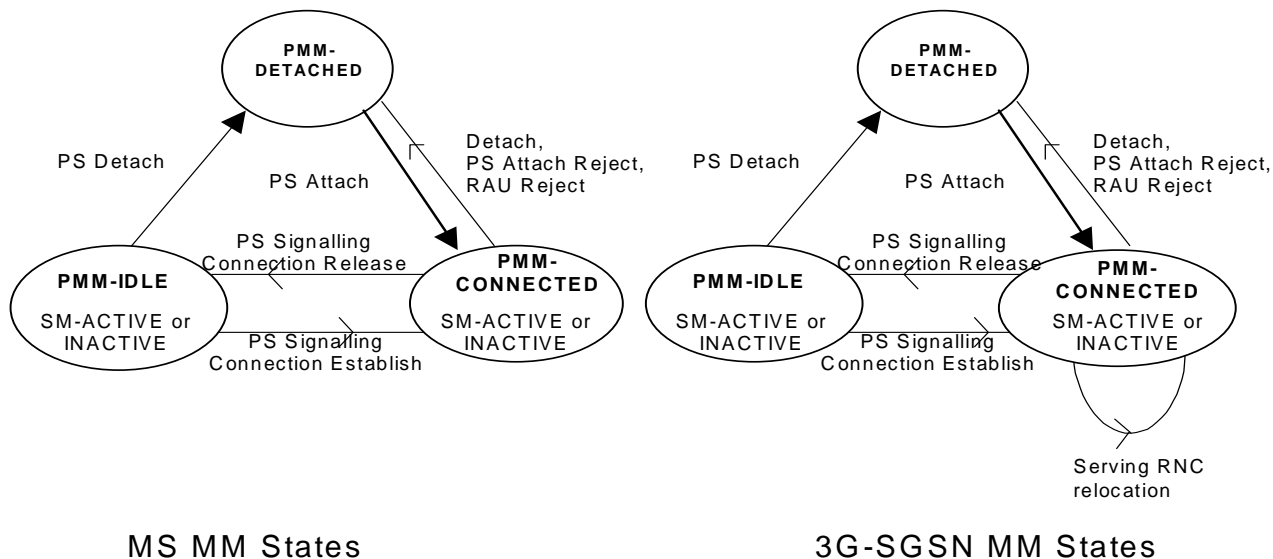 PMM-
DETACHED
PS Detach
PS Attach
Detach,
PS Attach Reject,
RAU Reject
PS Signalling
Connection Release
PMM-IDLE
SM-ACTIVE or
INACTIVE
PMM-
CONNECTED
SM-ACTIVE or
INACTIVE
PS Signalling
Connection Establish
MS MM States
PMM-
DETACHED
PS Detach
PS Attach
Detach,
PS Attach Reject,
RAU Reject
PS Signalling
Connection Release
PMM-IDLE
SM-ACTIVE or
INACTIVE
PMM-
CONNECTED
SM-ACTIVE or
INACTIVE
PS Signalling
Connection Establish
Serving RNC
relocation
3G-SGSN MM States